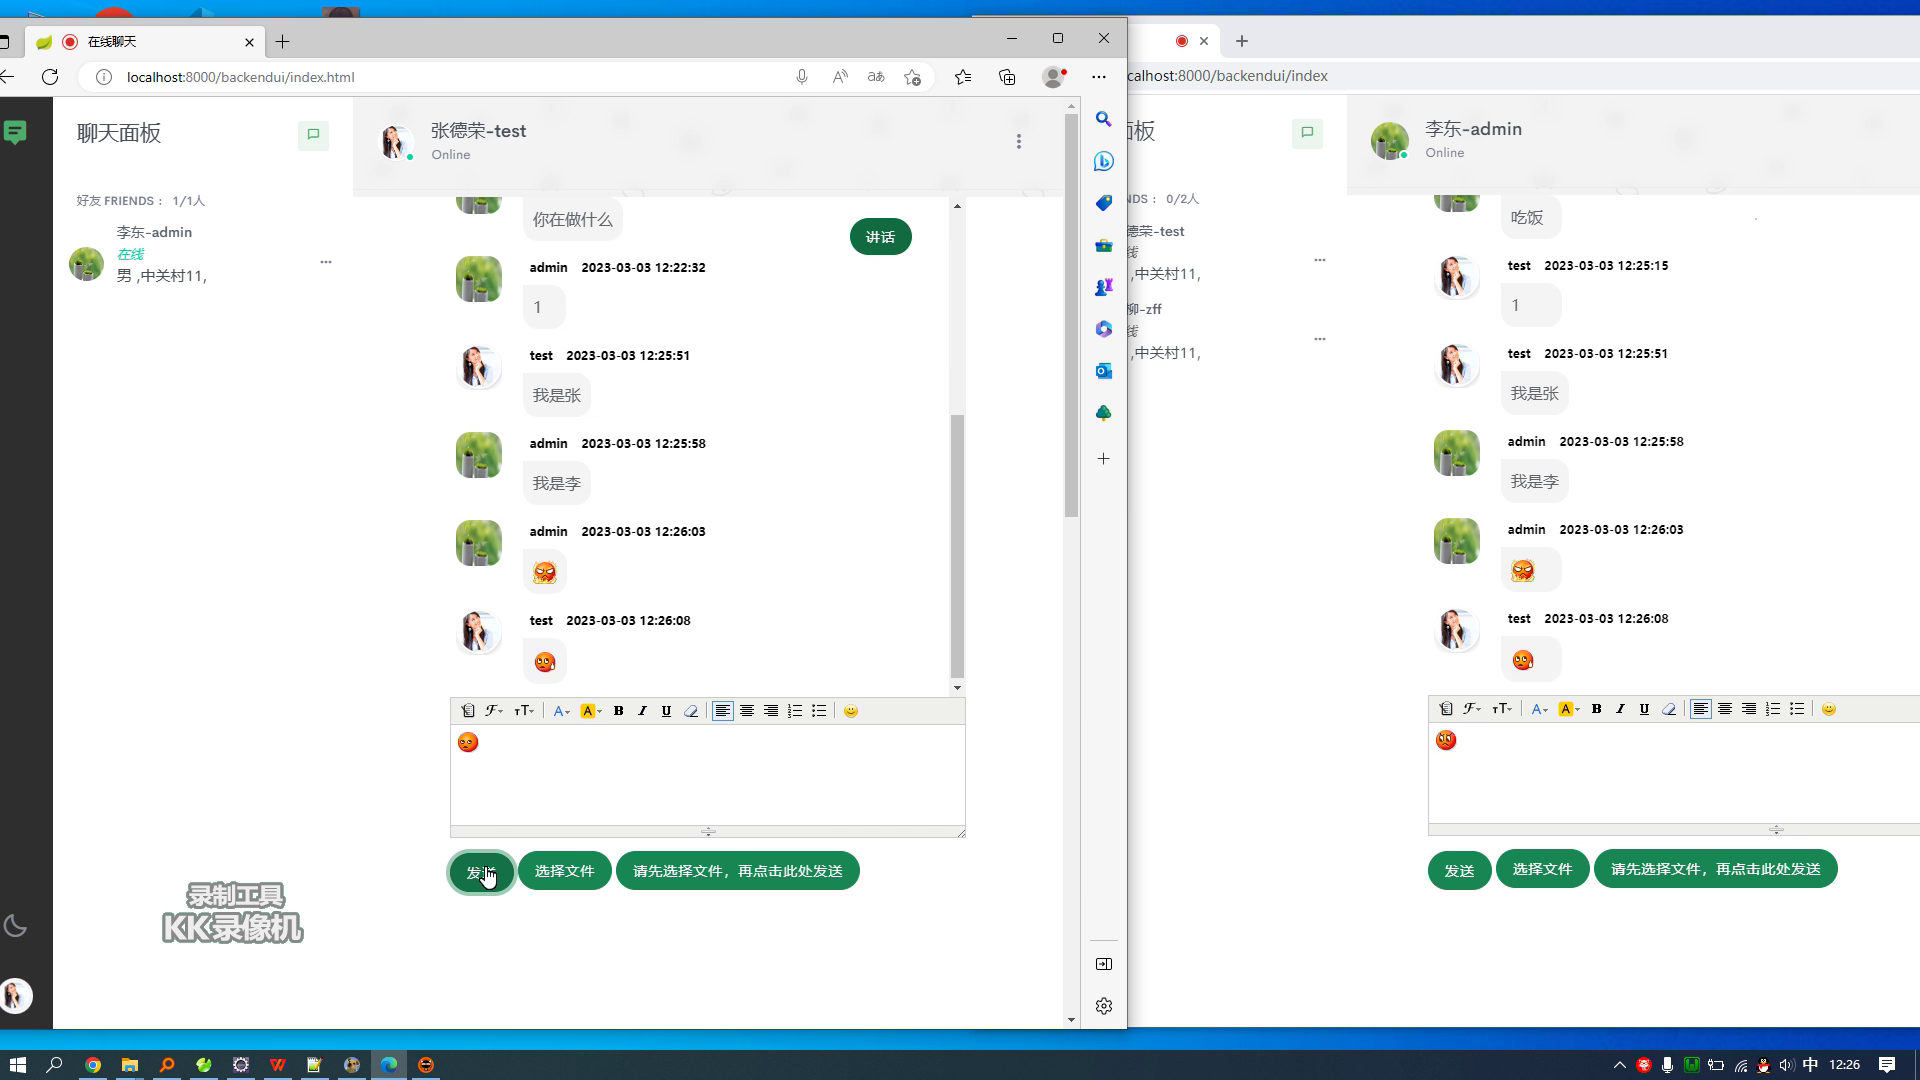 在线聊天
localhost:8000/backendui/index.html
calhost:8000/backendui/index
聊天面板
张德荣-test
Online
好友 FRIENDS : 1/1人
李东-admin
在线
男 ,中关村11,
你在做什么
讲话
admin 2023-03-03 12:22:32
1
test 2023-03-03 12:25:51
我是张
admin 2023-03-03 12:25:58
我是李
admin 2023-03-03 12:26:03
test 2023-03-03 12:26:08
发送
选择文件
请先选择文件，再点击此处发送
录制工具
KK录像机
面板
李东-admin
Online
NDS : 0/2人
德荣-test
线
,中关村11,
柳-zff
线
,中关村11,
吃饭
test 2023-03-03 12:25:15
1
test 2023-03-03 12:25:51
我是张
admin 2023-03-03 12:25:58
我是李
admin 2023-03-03 12:26:03
test 2023-03-03 12:26:08
发送
选择文件
请先选择文件，再点击此处发送
中
12:26